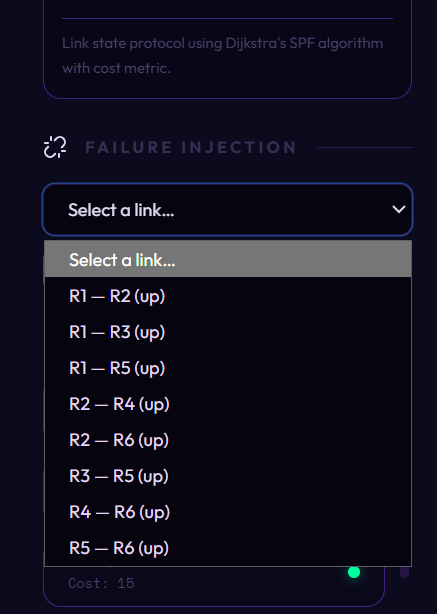 Link state protocol using Dijkstra's SPF algorithm
with cost metric.
FAILURE INJECTION
Select a link...
Select a link...
R1 — R2 (up)
R1 — R3 (up)
R1 — R5 (up)
R2 — R4 (up)
R2 — R6 (up)
R3 — R5 (up)
R4 — R6 (up)
R5 — R6 (up)
Cost: 15